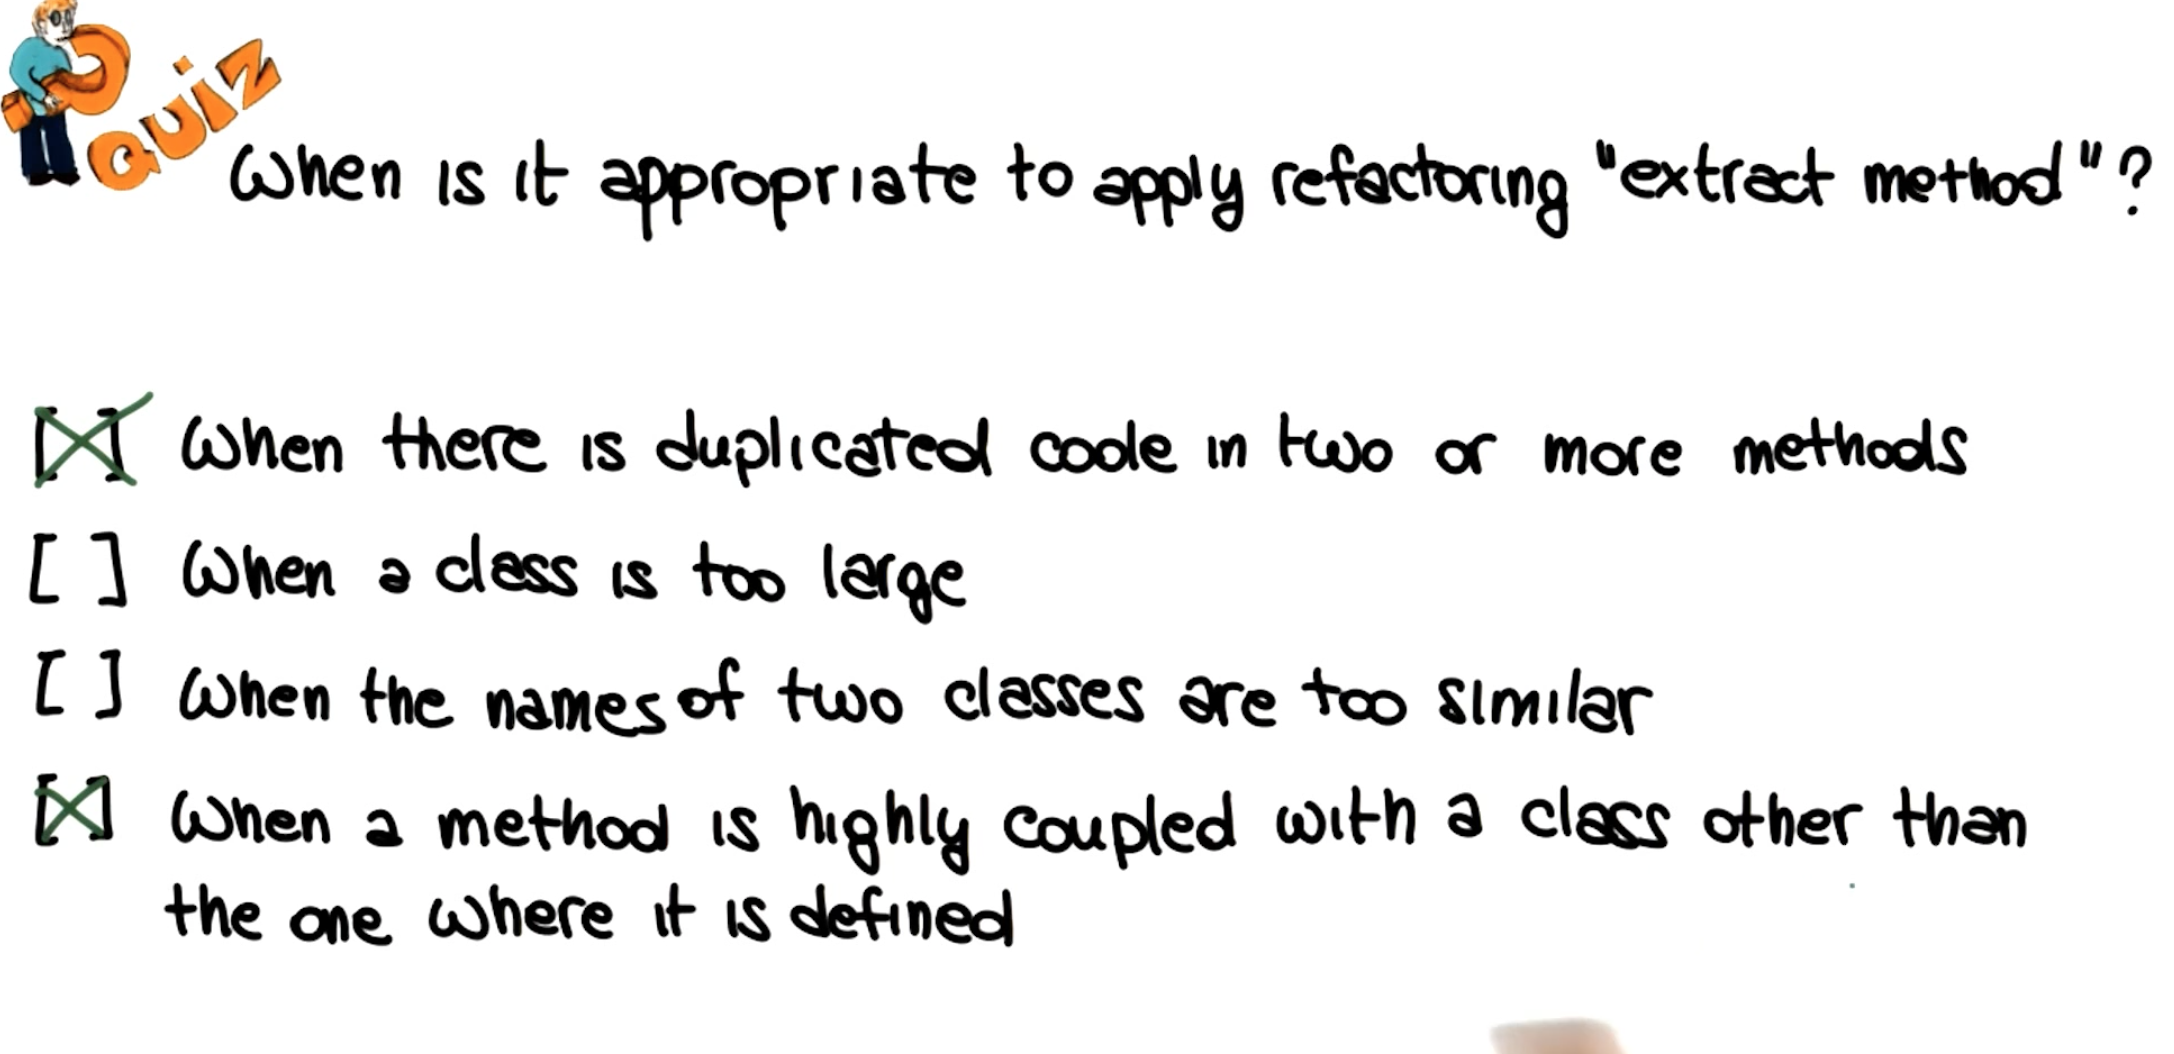 QUIZ
When is it appropriate to apply refactoring "extract method"?
[X] When there is duplicated code in two or more methods
[ ] When a class is too large
[ ] When the names of two classes are too similar
[X] When a method is highly coupled with a class other than
the one where it is defined